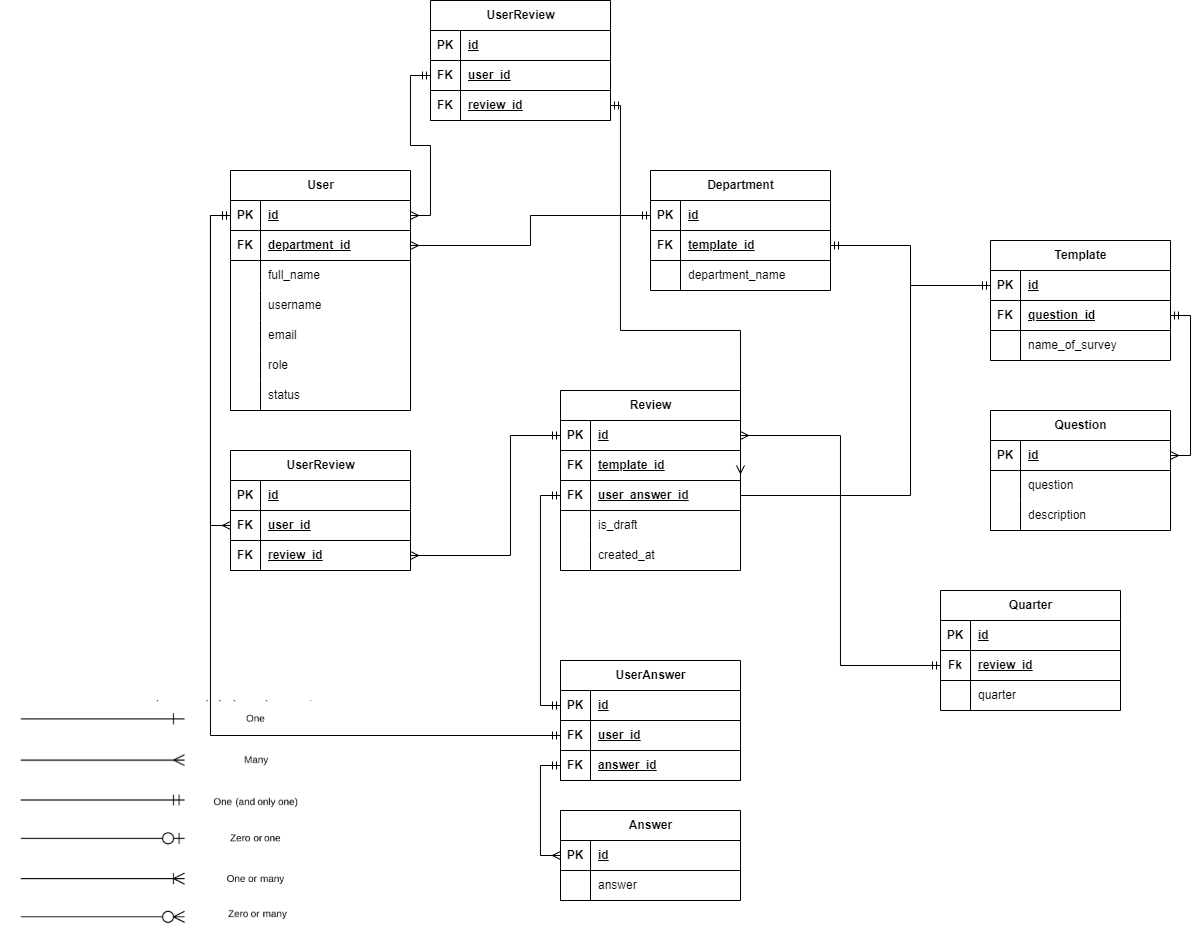 UserReview
PK id
FK user_id
FK review_id
User
PK id
FK department_id
full_name
username
email
role
status
Department
PK id
FK template_id
department_name
Template
PK id
FK question_id
name_of_survey
Review
PK id
FK template_id
FK user_answer_id
is_draft
created_at
Question
PK id
question
description
UserReview
PK id
FK user_id
FK review_id
Quarter
PK id
Fk review_id
quarter
UserAnswer
PK id
FK user_id
FK answer_id
Answer
PK id
answer
One
Many
One (and only one)
Zero or one
One or many
Zero or many